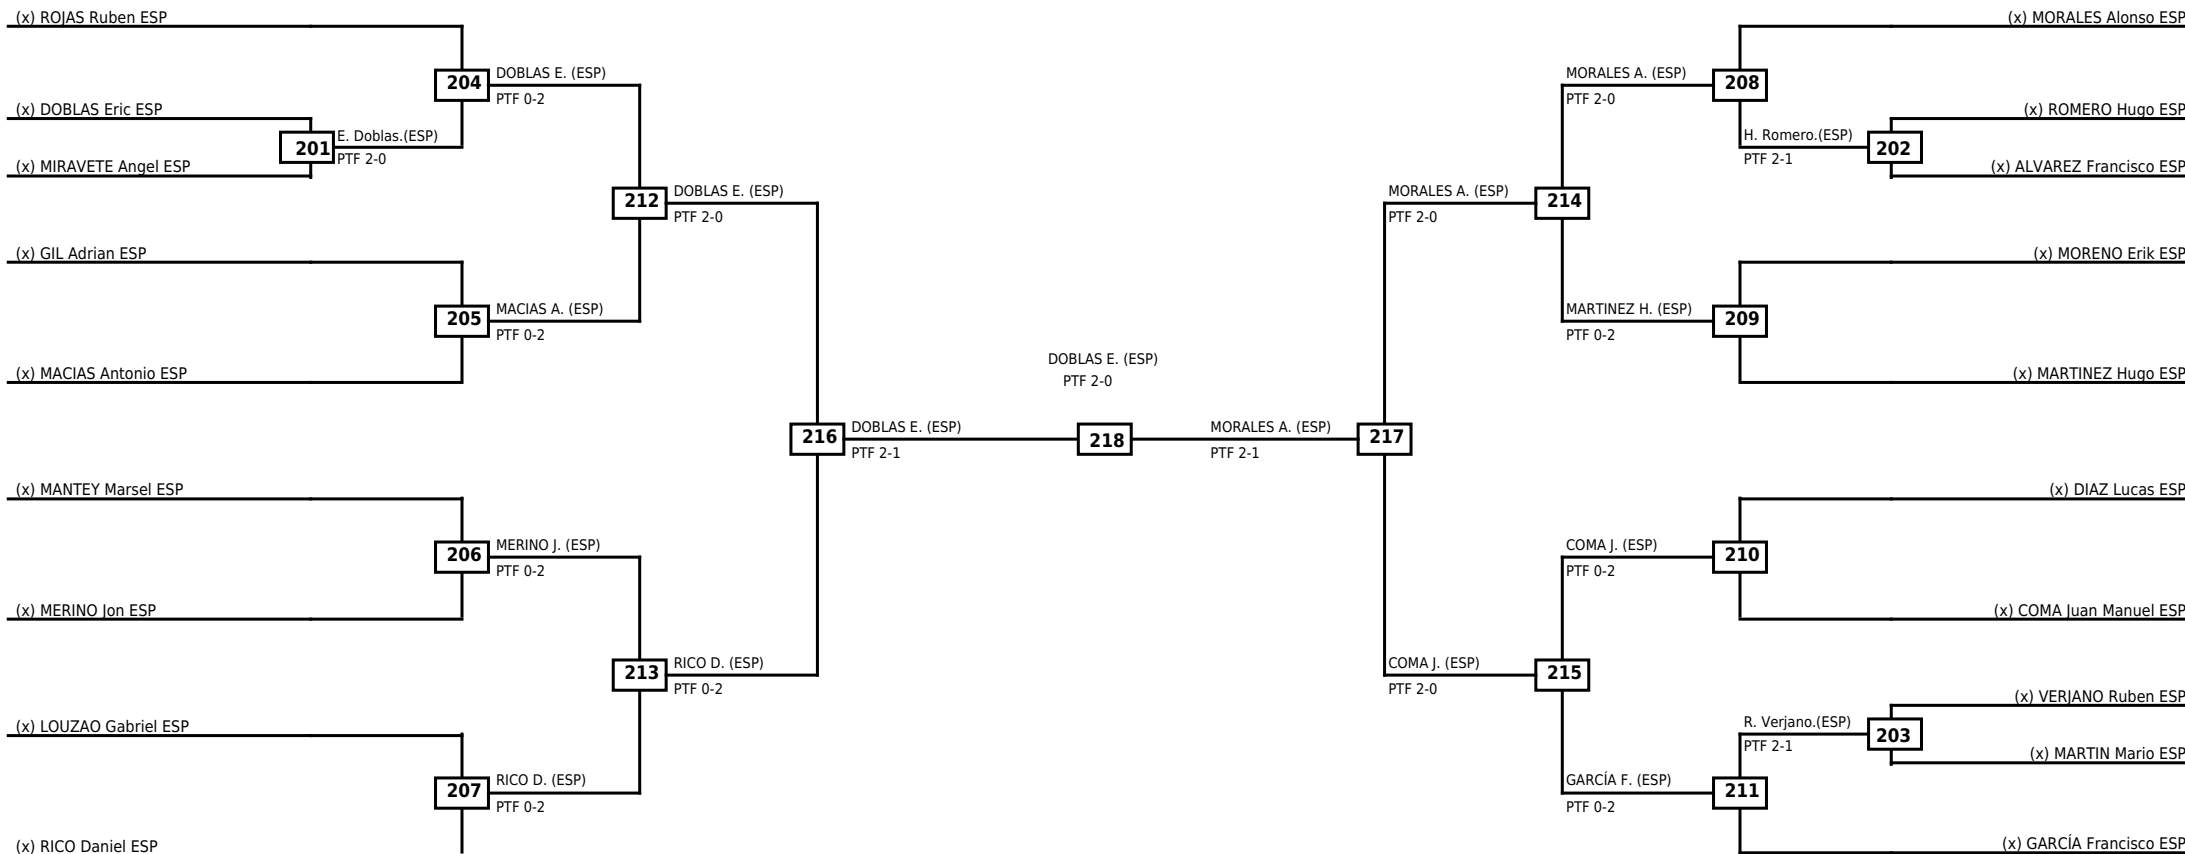 (x) ROJAS Ruben ESP
(x) MORALES Alonso ESP
204
DOBLAS E. (ESP)
PTF 0-2
MORALES A. (ESP)
PTF 2-0
208
(x) DOBLAS Eric ESP
(x) ROMERO Hugo ESP
201
E. Doblas.(ESP)
PTF 2-0
H. Romero.(ESP)
PTF 2-1
202
(x) MIRAVETE Angel ESP
(x) ALVAREZ Francisco ESP
212
DOBLAS E. (ESP)
PTF 2-0
MORALES A. (ESP)
PTF 2-0
214
(x) GIL Adrian ESP
(x) MORENO Erik ESP
205
MACIAS A. (ESP)
PTF 0-2
MARTINEZ H. (ESP)
PTF 0-2
209
DOBLAS E. (ESP)
PTF 2-0
(x) MACIAS Antonio ESP
(x) MARTINEZ Hugo ESP
216
DOBLAS E. (ESP)
PTF 2-1
218
MORALES A. (ESP)
PTF 2-1
217
(x) MANTEY Marsel ESP
(x) DIAZ Lucas ESP
206
MERINO J. (ESP)
PTF 0-2
COMA J. (ESP)
PTF 0-2
210
(x) MERINO Jon ESP
(x) COMA Juan Manuel ESP
213
RICO D. (ESP)
PTF 0-2
COMA J. (ESP)
PTF 2-0
215
(x) VERJANO Ruben ESP
(x) LOUZAO Gabriel ESP
R. Verjano.(ESP)
PTF 2-1
203
(x) MARTIN Mario ESP
207
RICO D. (ESP)
PTF 0-2
GARCÍA F. (ESP)
PTF 0-2
211
(x) RICO Daniel ESP
(x) GARCÍA Francisco ESP